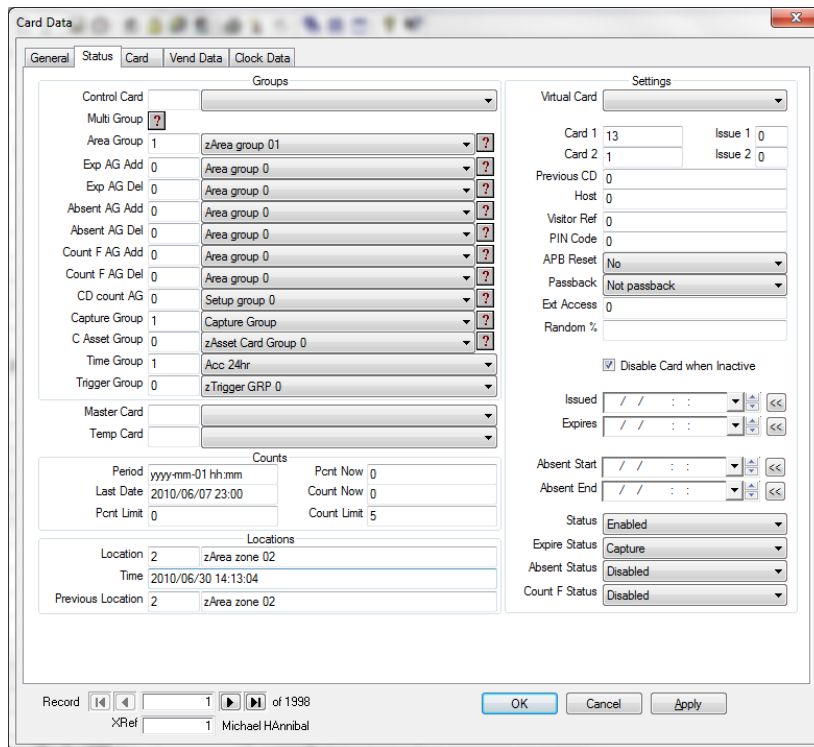 Card Data
General Status Card Vend Data Clock Data
Groups
Control Card
Multi Group ?
Area Group 1 zArea group 01 ?
Exp AG Add 0 Area group 0 ?
Exp AG Del 0 Area group 0 ?
Absent AG Add 0 Area group 0 ?
Absent AG Del 0 Area group 0 ?
Count F AG Add 0 Area group 0 ?
Count F AG Del 0 Area group 0 ?
CD count AG 0 Setup group 0 ?
Capture Group 1 Capture Group ?
C Asset Group 0 zAsset Card Group 0 ?
Time Group 1 Acc 24hr
Trigger Group 0 zTrigger GRP 0
Master Card
Temp Card
Counts
Period yyyy-mm-01 hh:mm Pcnt Now 0
Last Date 2010/06/07 23:00 Count Now 0
Pcnt Limit 0 Count Limit 5
Locations
Location 2 zArea zone 02
Time 2010/06/30 14:13:04
Previous Location 2 zArea zone 02
Settings
Virtual Card
Card 1 13 Issue 1 0
Card 2 1 Issue 2 0
Previous CD 0
Host 0
Visitor Ref 0
PIN Code 0
APB Reset No
Passback Not passback
Ext Access 0
Random %
Disable Card when Inactive
Issued / / : : <<
Expires / / : : <<
Absent Start / / : : <<
Absent End / / : : <<
Status Enabled
Expire Status Capture
Absent Status Disabled
Count F Status Disabled
Record 1 of 1998
XRef 1 Michael HAnnibal
OK Cancel Apply